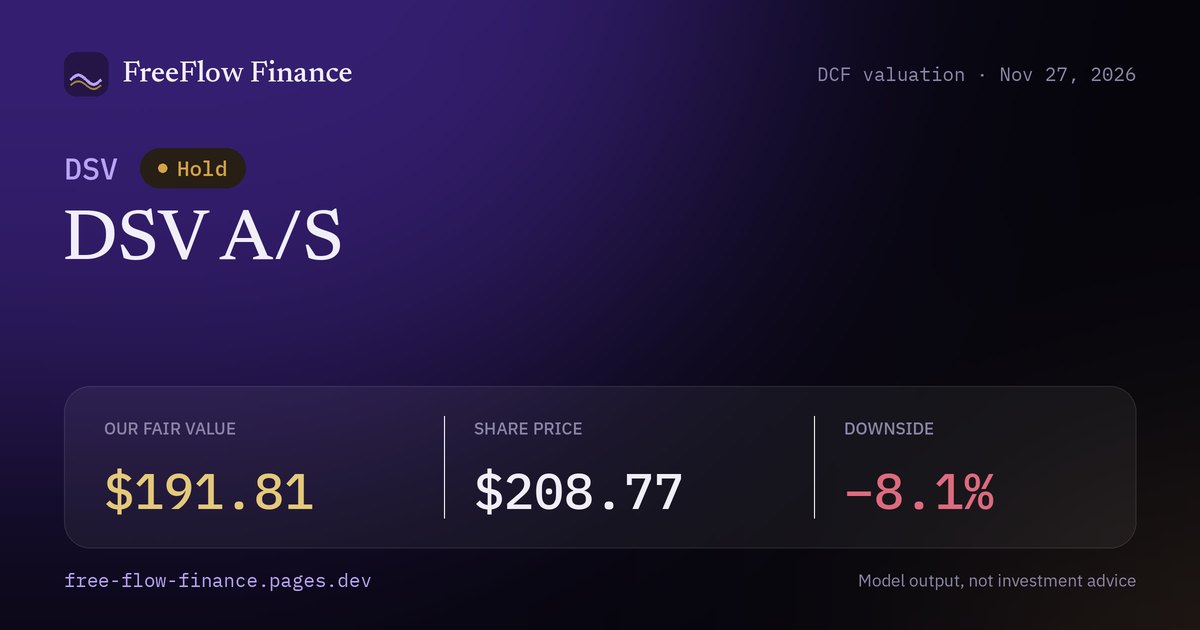 FreeFlow Finance
DCF valuation · Nov 27, 2026
DSV
Hold
DSV A/S
OUR FAIR VALUE
$191.81
SHARE PRICE
$208.77
DOWNSIDE
−8.1%
free-flow-finance.pages.dev
Model output, not investment advice